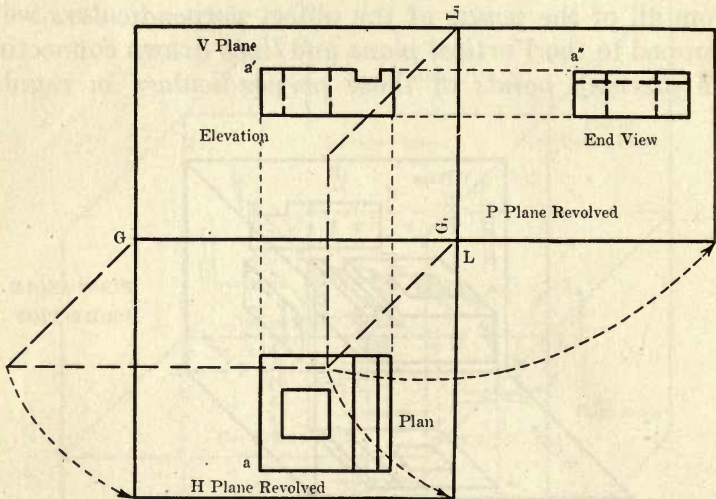 L₁
V Plane
a′
a″
Elevation
End View
P Plane Revolved
G
G₁
L
Plan
a
H Plane Revolved